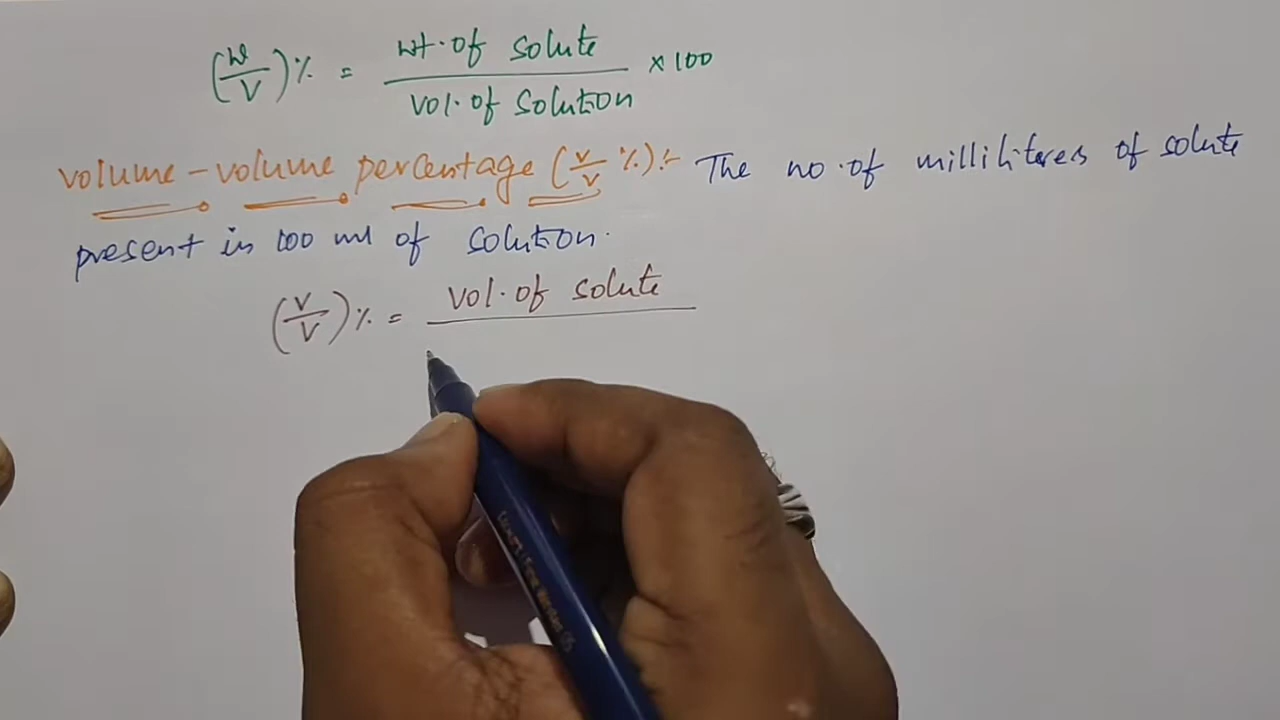 (W/V)% = wt. of solute / vol. of solution × 100
volume - volume percentage (v/v %) :- The no. of milliliteres of solute
present in 100 ml of solution.
(V/V)% = vol. of solute /